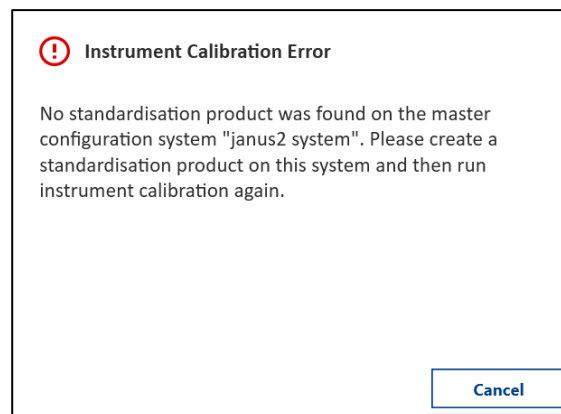 Instrument Calibration Error
No standardisation product was found on the master
configuration system "janus2 system". Please create a
standardisation product on this system and then run
instrument calibration again.
Cancel